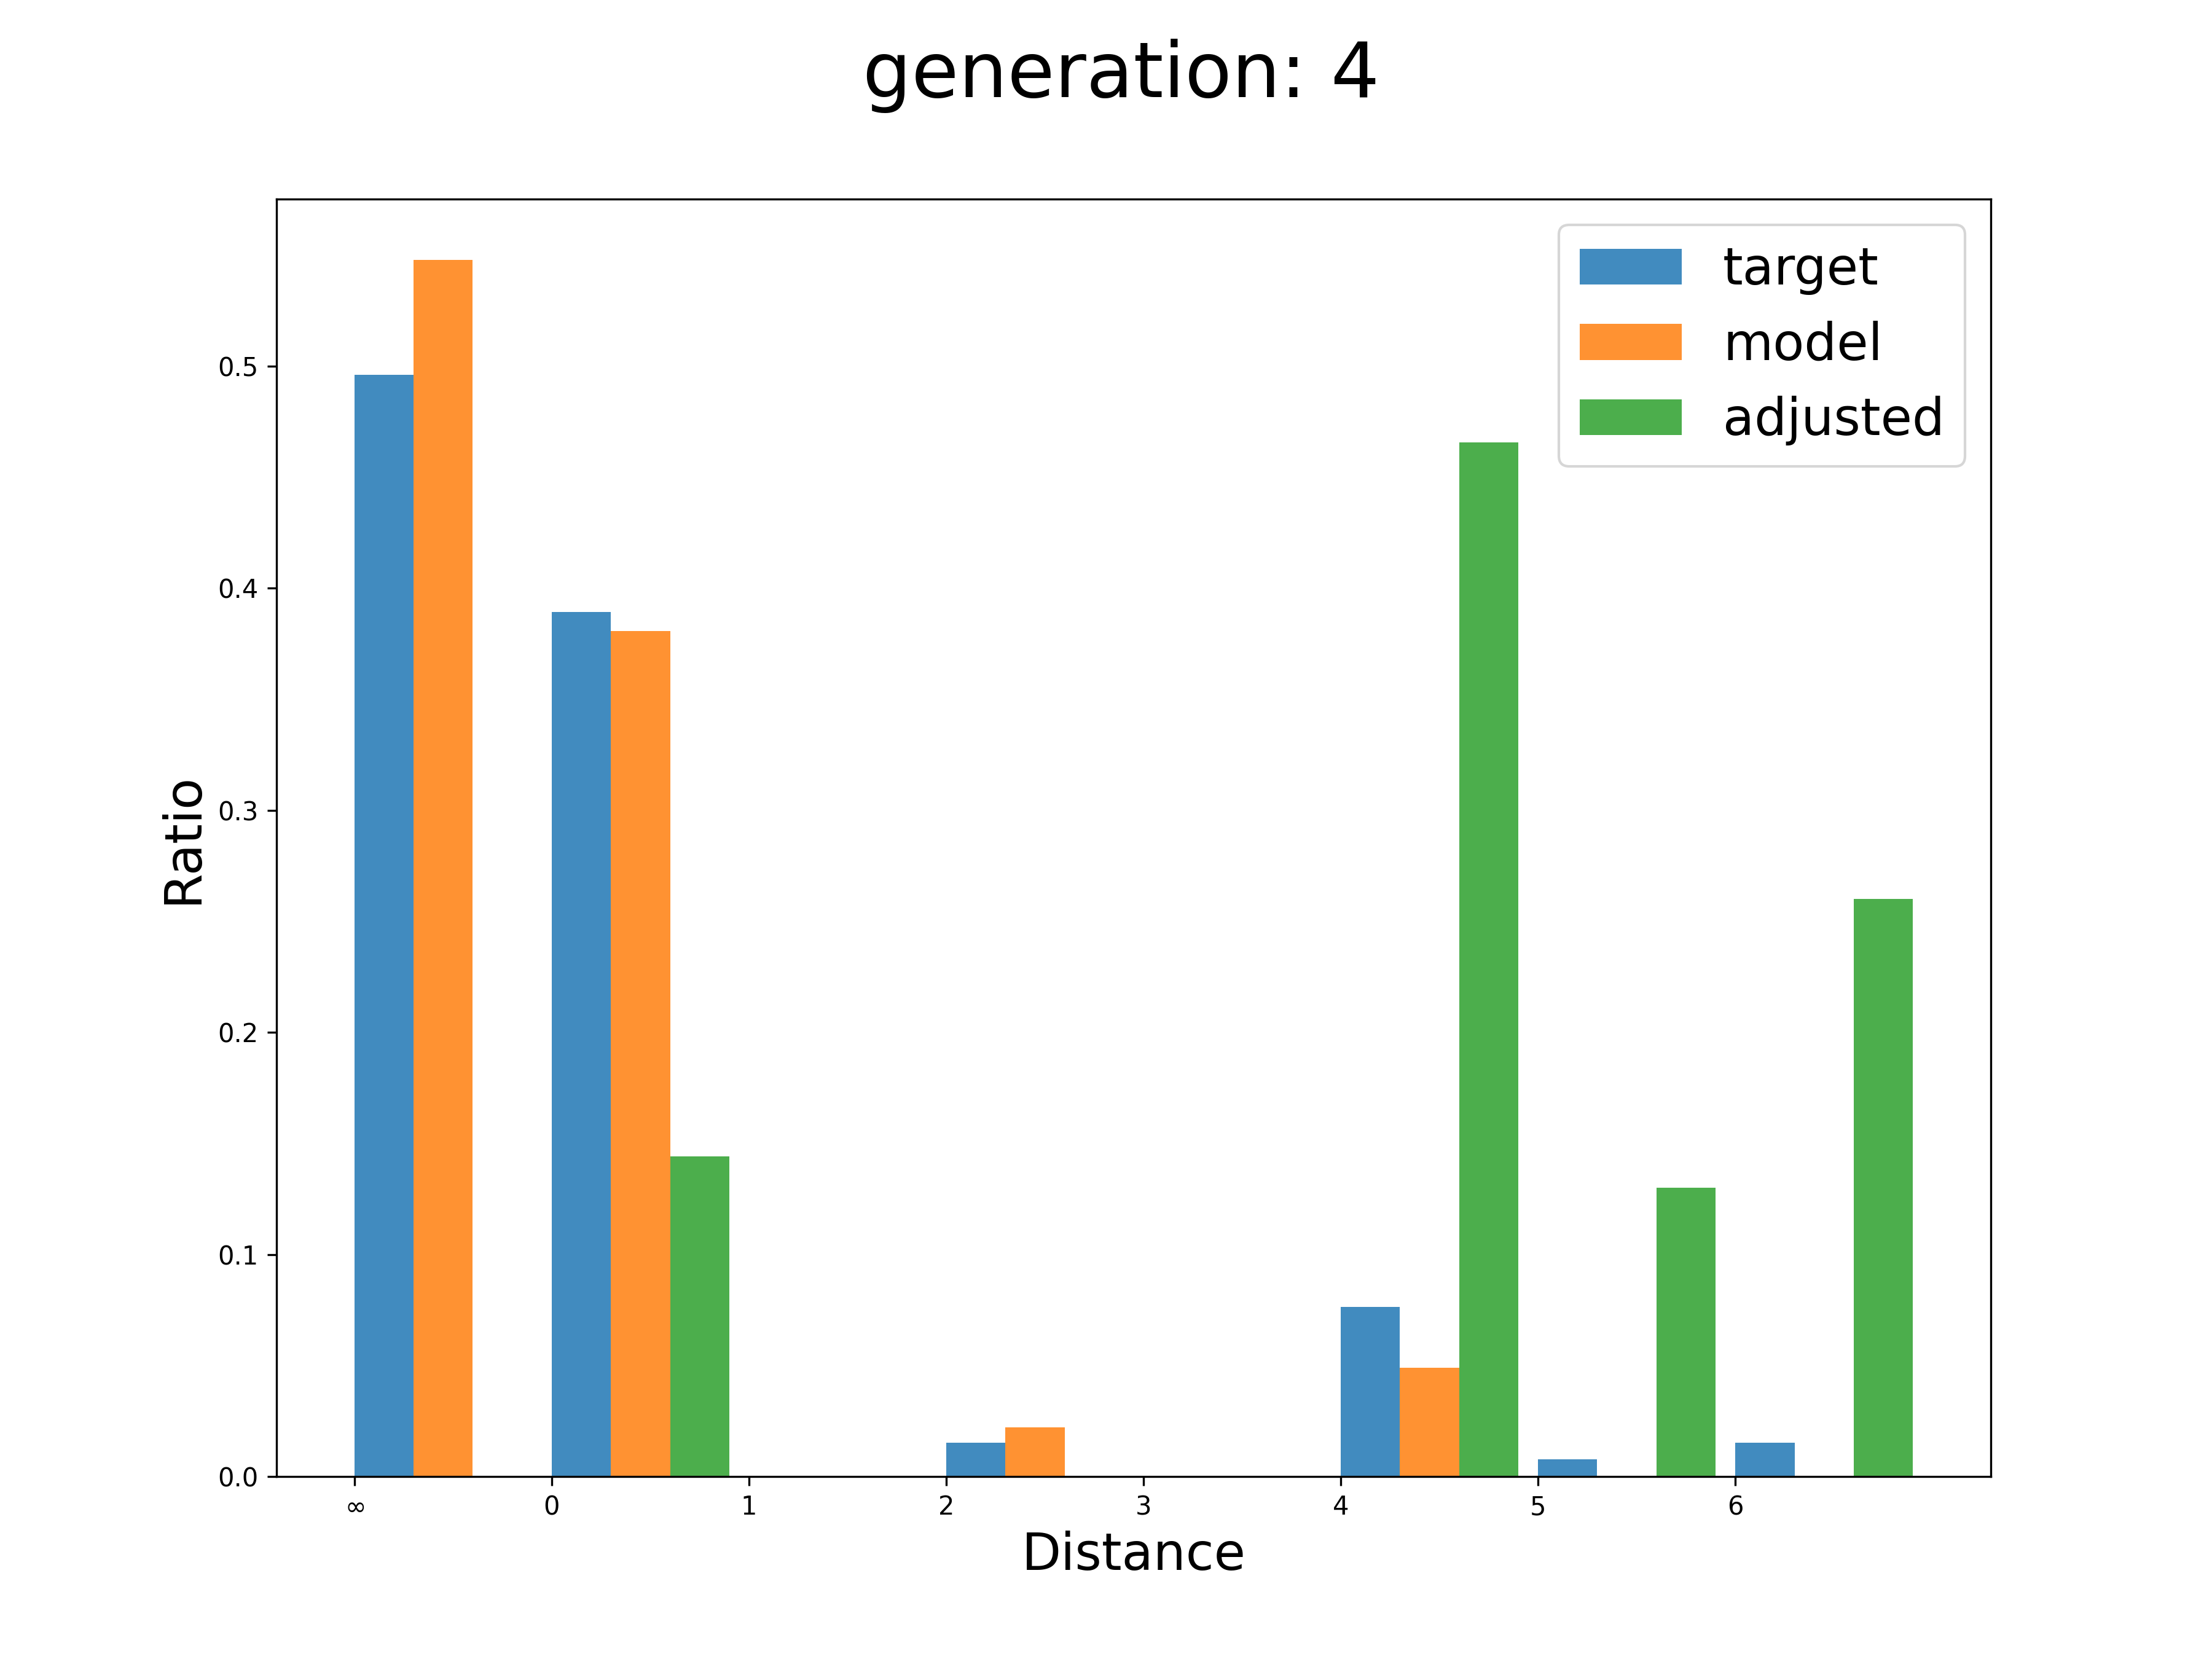 generation: 4
target
model
adjusted
Ratio
0.5
0.4
0.3
0.2
0.1
0.0
∞ 0 1 2 3 4 5 6
Distance